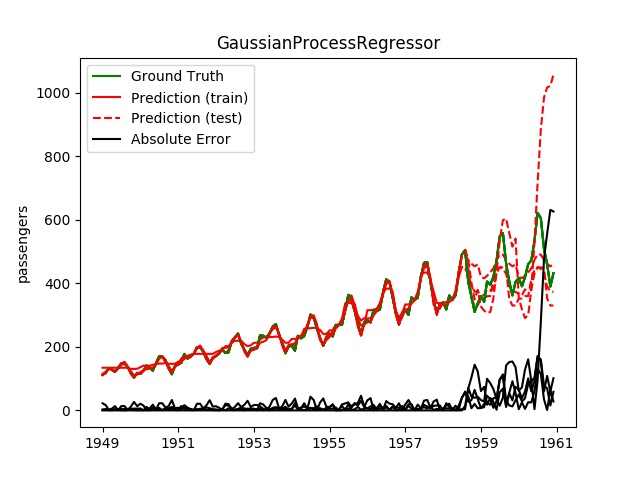 GaussianProcessRegressor
Ground Truth
Prediction (train)
Prediction (test)
Absolute Error
passengers
1000
800
600
400
200
0
1949 1951 1953 1955 1957 1959 1961